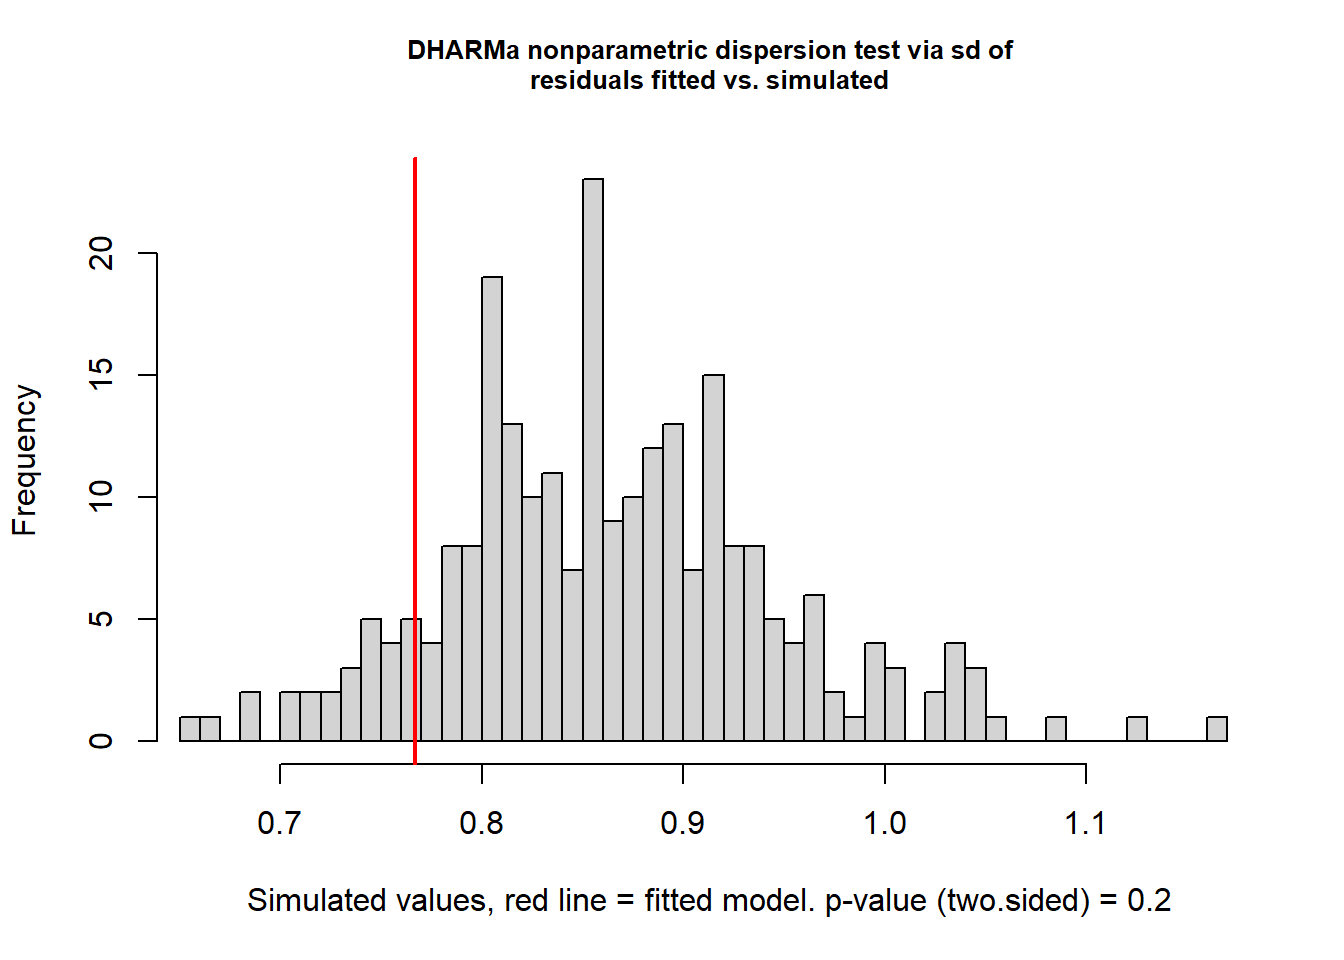 DHARMa nonparametric dispersion test via sd of
residuals fitted vs. simulated
Frequency
20
15
10
5
0
0.7 0.8 0.9 1.0 1.1
Simulated values, red line = fitted model. p-value (two.sided) = 0.2